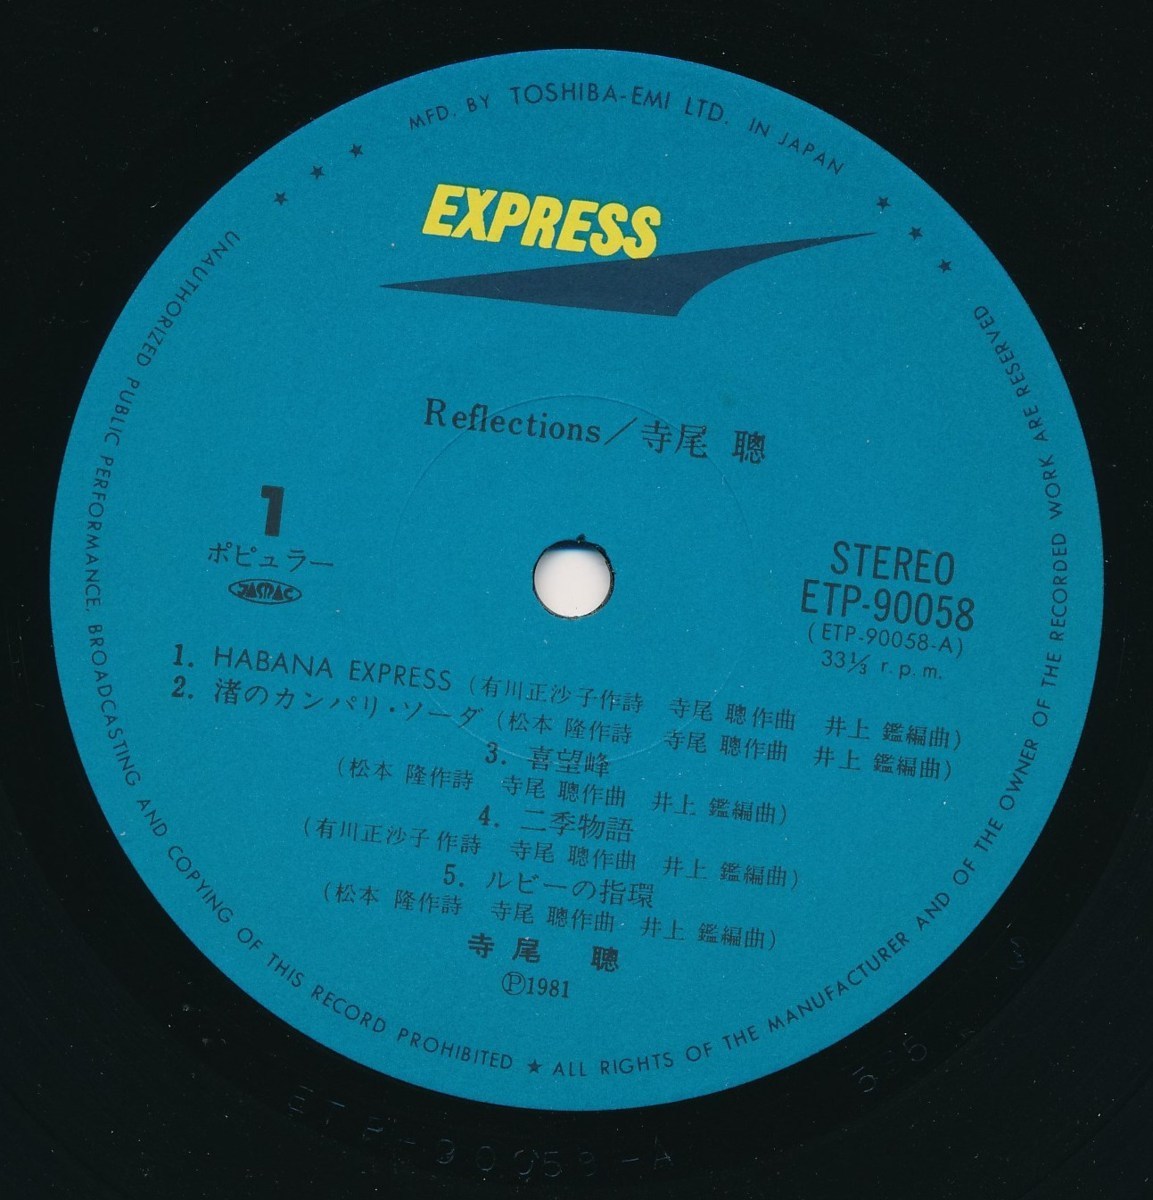 MFD. BY TOSHIBA-EMI LTD. IN JAPAN
EXPRESS
Reflections／寺尾 聰
1
ポピュラー
JASRAC
STEREO
ETP-90058
(ETP-90058-A)
33⅓ r.p.m.
1. HABANA EXPRESS (有川正沙子作詩 寺尾 聰作曲 井上 鑑編曲)
2. 渚のカンパリ・ソーダ (松本 隆作詩 寺尾 聰作曲 井上 鑑編曲)
3. 喜望峰
(松本 隆作詩 寺尾 聰作曲 井上 鑑編曲)
4. 二季物語
(有川正沙子作詩 寺尾 聰作曲 井上 鑑編曲)
5. ルビーの指環
(松本 隆作詩 寺尾 聰作曲 井上 鑑編曲)
寺尾 聰
Ⓟ1981
UNAUTHORIZED PUBLIC PERFORMANCE, BROADCASTING AND COPYING OF THIS RECORD PROHIBITED ★ ALL RIGHTS OF THE MANUFACTURER AND OF THE OWNER OF THE RECORDED WORK ARE RESERVED
ETP-90058-A